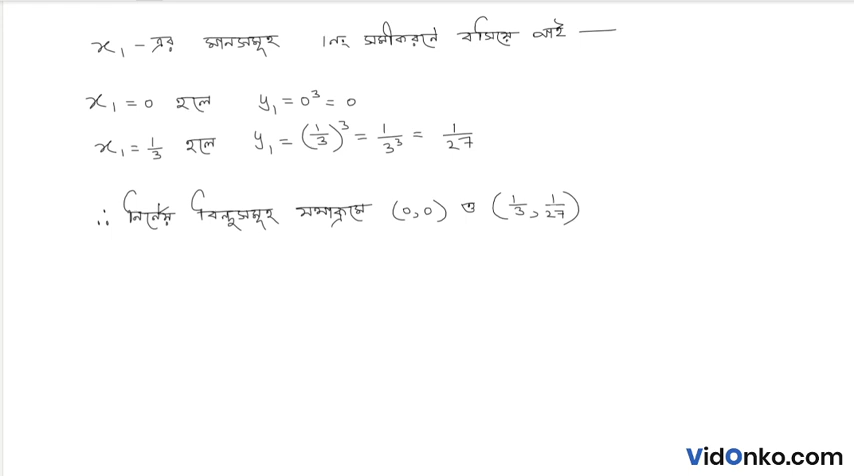 x₁ - এর মানসমূহ ১নং সমীকরণে বসিয়ে পাই —
x₁ = 0 হলে y₁ = 0³ = 0
x₁ = 1/3 হলে y₁ = (1/3)³ = 1/3³ = 1/27
∴ নির্ণেয় বিন্দুসমূহ যথাক্রমে (0,0) ও (1/3, 1/27)
VidOnko.com